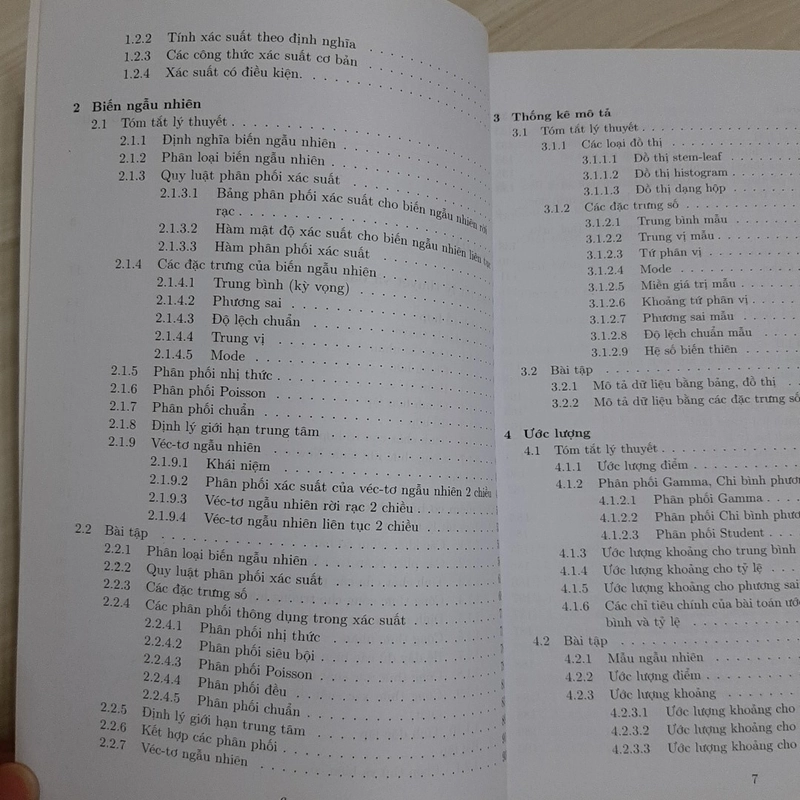 1.2.2 Tính xác suất theo định nghĩa
1.2.3 Các công thức xác suất cơ bản
1.2.4 Xác suất có điều kiện.
2 Biến ngẫu nhiên
2.1 Tóm tắt lý thuyết
2.1.1 Định nghĩa biến ngẫu nhiên
2.1.2 Phân loại biến ngẫu nhiên
2.1.3 Quy luật phân phối xác suất
2.1.3.1 Bảng phân phối xác suất cho biến ngẫu nhiên rời
rạc
2.1.3.2 Hàm mật độ xác suất cho biến ngẫu nhiên liên tục
2.1.3.3 Hàm phân phối xác suất
2.1.4 Các đặc trưng của biến ngẫu nhiên
2.1.4.1 Trung bình (kỳ vọng)
2.1.4.2 Phương sai
2.1.4.3 Độ lệch chuẩn
2.1.4.4 Trung vị
2.1.4.5 Mode
2.1.5 Phân phối nhị thức
2.1.6 Phân phối Poisson
2.1.7 Phân phối chuẩn
2.1.8 Định lý giới hạn trung tâm
2.1.9 Véc-tơ ngẫu nhiên
2.1.9.1 Khái niệm
2.1.9.2 Phân phối xác suất của véc-tơ ngẫu nhiên 2 chiều
2.1.9.3 Véc-tơ ngẫu nhiên rời rạc 2 chiều
2.1.9.4 Véc-tơ ngẫu nhiên liên tục 2 chiều
2.2 Bài tập
2.2.1 Phân loại biến ngẫu nhiên
2.2.2 Quy luật phân phối xác suất
2.2.3 Các đặc trưng số
2.2.4 Các phân phối thông dụng trong xác suất
2.2.4.1 Phân phối nhị thức
2.2.4.2 Phân phối siêu bội
2.2.4.3 Phân phối Poisson
2.2.4.4 Phân phối đều
2.2.4.5 Phân phối chuẩn
2.2.5 Định lý giới hạn trung tâm
2.2.6 Kết hợp các phân phối
2.2.7 Véc-tơ ngẫu nhiên
3 Thống kê mô tả
3.1 Tóm tắt lý thuyết
3.1.1 Các loại đồ thị
3.1.1.1 Đồ thị stem-leaf
3.1.1.2 Đồ thị histogram
3.1.1.3 Đồ thị dạng hộp
3.1.2 Các đặc trưng số
3.1.2.1 Trung bình mẫu
3.1.2.2 Trung vị mẫu
3.1.2.3 Tứ phân vị
3.1.2.4 Mode
3.1.2.5 Miền giá trị mẫu
3.1.2.6 Khoảng tứ phân vị
3.1.2.7 Phương sai mẫu
3.1.2.8 Độ lệch chuẩn mẫu
3.1.2.9 Hệ số biến thiên
3.2 Bài tập
3.2.1 Mô tả dữ liệu bằng bảng, đồ thị
3.2.2 Mô tả dữ liệu bằng các đặc trưng số
4 Ước lượng
4.1 Tóm tắt lý thuyết
4.1.1 Ước lượng điểm
4.1.2 Phân phối Gamma, Chi bình phươ
4.1.2.1 Phân phối Gamma
4.1.2.2 Phân phối Chi bình phươ
4.1.2.3 Phân phối Student
4.1.3 Ước lượng khoảng cho trung bình
4.1.4 Ước lượng khoảng cho tỷ lệ
4.1.5 Ước lượng khoảng cho phương sai
4.1.6 Các chỉ tiêu chính của bài toán ước
bình và tỷ lệ
4.2 Bài tập
4.2.1 Mẫu ngẫu nhiên
4.2.2 Ước lượng điểm
4.2.3 Ước lượng khoảng
4.2.3.1 Ước lượng khoảng cho
4.2.3.2 Ước lượng khoảng cho
4.2.3.3 Ước lượng khoảng cho
7